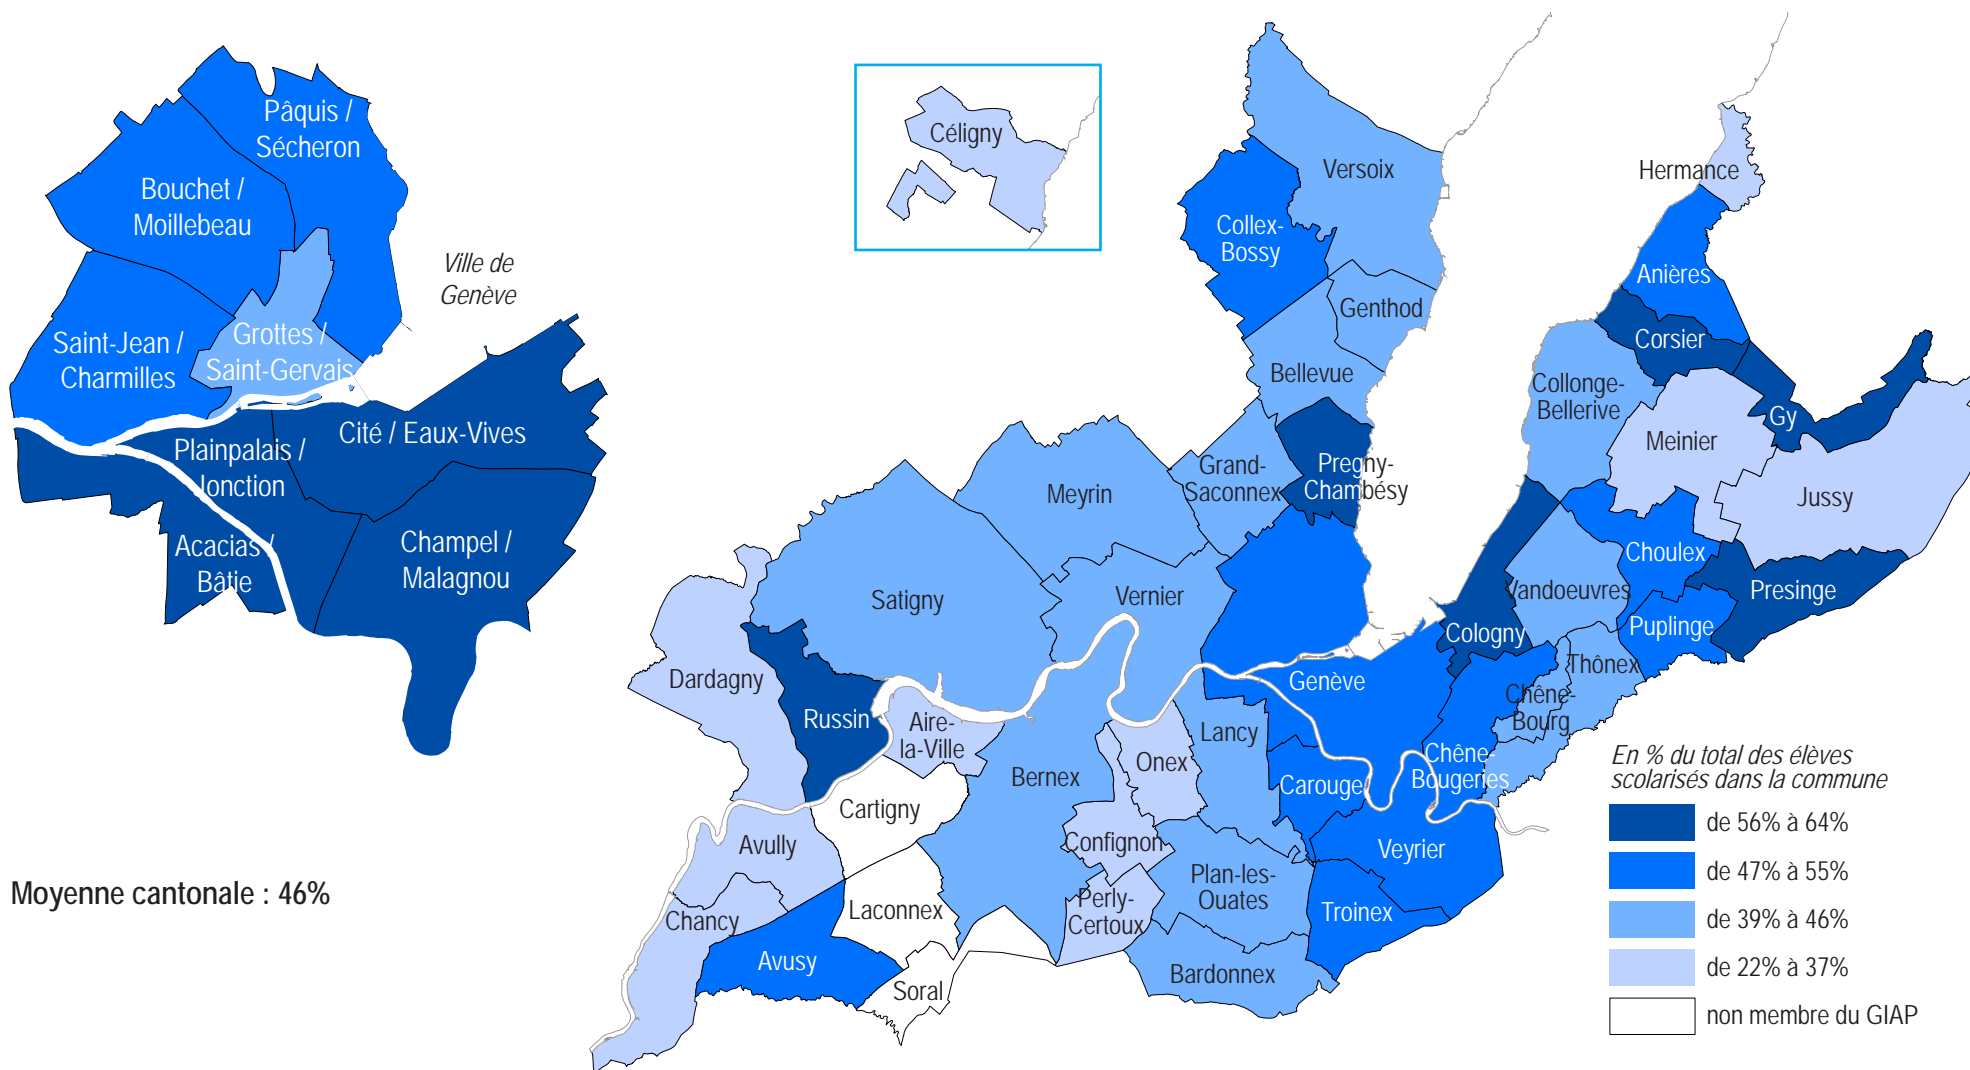 Pâquis /
Sécheron
Bouchet /
Moillebeau
Ville de
Genève
Saint-Jean /
Charmilles
Grottes /
Saint-Gervais
Cité / Eaux-Vives
Plainpalais /
Jonction
Acacias /
Bâtie
Champel /
Malagnou
Céligny
Versoix
Hermance
Collex-
Bossy
Anières
Genthod
Corsier
Bellevue
Collonge-
Bellerive
Gy
Meinier
Pregny-
Chambésy
Grand-
Saconnex
Meyrin
Jussy
Choulex
Vandoeuvres
Presinge
Satigny
Vernier
Cologny
Puplinge
Thônex
Dardagny
Genève
Chêne-
Bourg
Russin
Aire-
la-Ville
Lancy
Onex
Bernex
Carouge
Chêne-
Bougeries
Cartigny
Avully
Confignon
Veyrier
Plan-les-
Ouates
Perly-
Certoux
Laconnex
Chancy
Troinex
Avusy
Bardonnex
Soral
Moyenne cantonale : 46%
En % du total des élèves
scolarisés dans la commune
de 56% à 64%
de 47% à 55%
de 39% à 46%
de 22% à 37%
non membre du GIAP